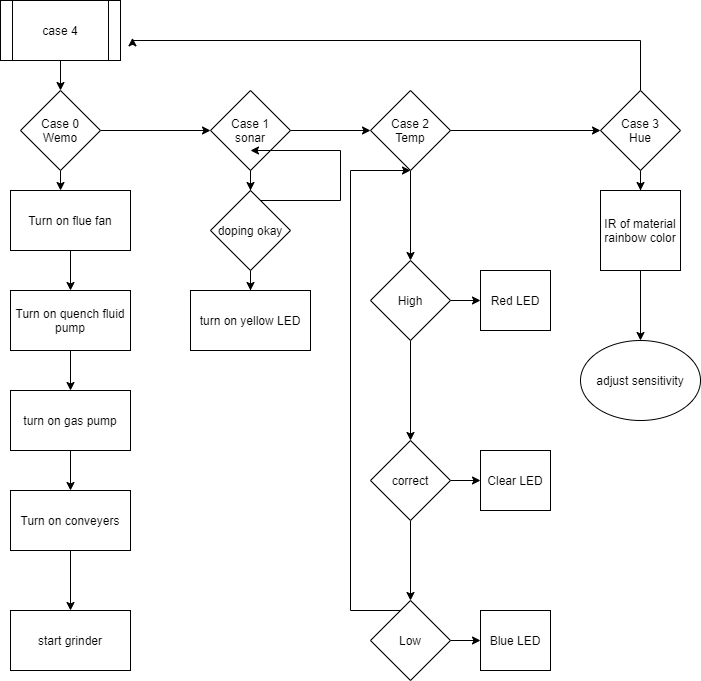 case 4
Case 0
Wemo
Case 1
sonar
Case 2
Temp
Case 3
Hue
Turn on flue fan
doping okay
IR of material
rainbow color
Turn on quench fluid
pump
turn on yellow LED
High
Red LED
adjust sensitivity
turn on gas pump
correct
Clear LED
Turn on conveyers
start grinder
Low
Blue LED